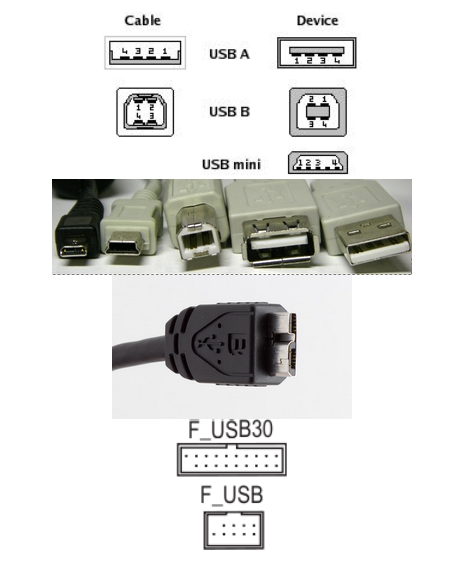 Cable Device
4 3 2 1 USB A 1 2 3 4
1 2 4 3 USB B 2 1 3 4
USB mini 1 2 3 4
F_USB30
F_USB